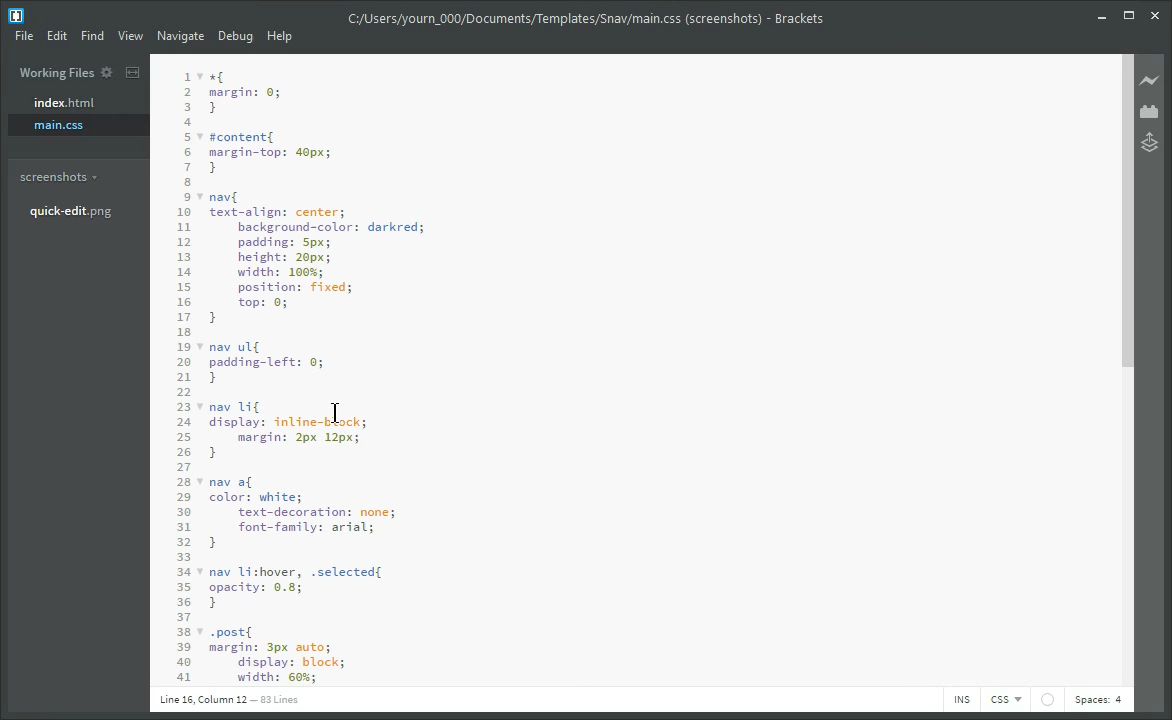 C:/Users/yourn_000/Documents/Templates/Snav/main.css (screenshots) - Brackets
File Edit Find View Navigate Debug Help
Working Files
index.html
main.css
screenshots
quick-edit.png
1 *{
2 margin: 0;
3 }
4
5 #content{
6 margin-top: 40px;
7 }
8
9 nav{
10 text-align: center;
11 background-color: darkred;
12 padding: 5px;
13 height: 20px;
14 width: 100%;
15 position: fixed;
16 top: 0;
17 }
18
19 nav ul{
20 padding-left: 0;
21 }
22
23 nav li{
24 display: inline-block;
25 margin: 2px 12px;
26 }
27
28 nav a{
29 color: white;
30 text-decoration: none;
31 font-family: arial;
32 }
33
34 nav li:hover, .selected{
35 opacity: 0.8;
36 }
37
38 .post{
39 margin: 3px auto;
40 display: block;
41 width: 60%;
Line 16, Column 12 — 83 Lines
INS CSS Spaces: 4